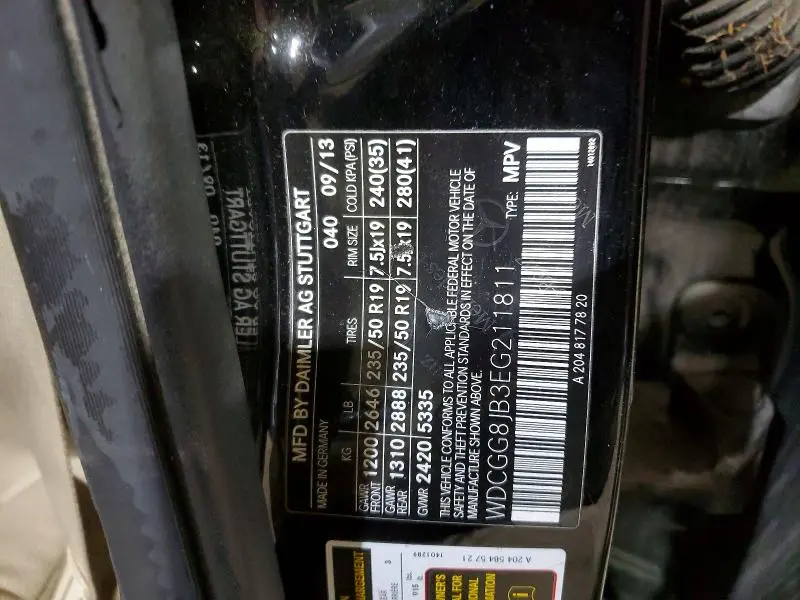 MFD BY DAIMLER AG STUTTGART
MADE IN GERMANY 040 09/13
KG LB TIRES RIM SIZE COLD KPA(PSI)
GAWR FRONT 1200 2646 235/50 R19 7.5Jx19 240(35)
GAWR REAR 1310 2888 235/50 R19 7.5Jx19 280(41)
GVWR 2420 5335
THIS VEHICLE CONFORMS TO ALL APPLICABLE FEDERAL MOTOR VEHICLE
SAFETY AND THEFT PREVENTION STANDARDS IN EFFECT ON THE DATE OF
MANUFACTURE SHOWN ABOVE.
WDCGG8JB3EG211811 TYPE: MPV
A 204 817 78 20
A 204 584 57 21
1401289